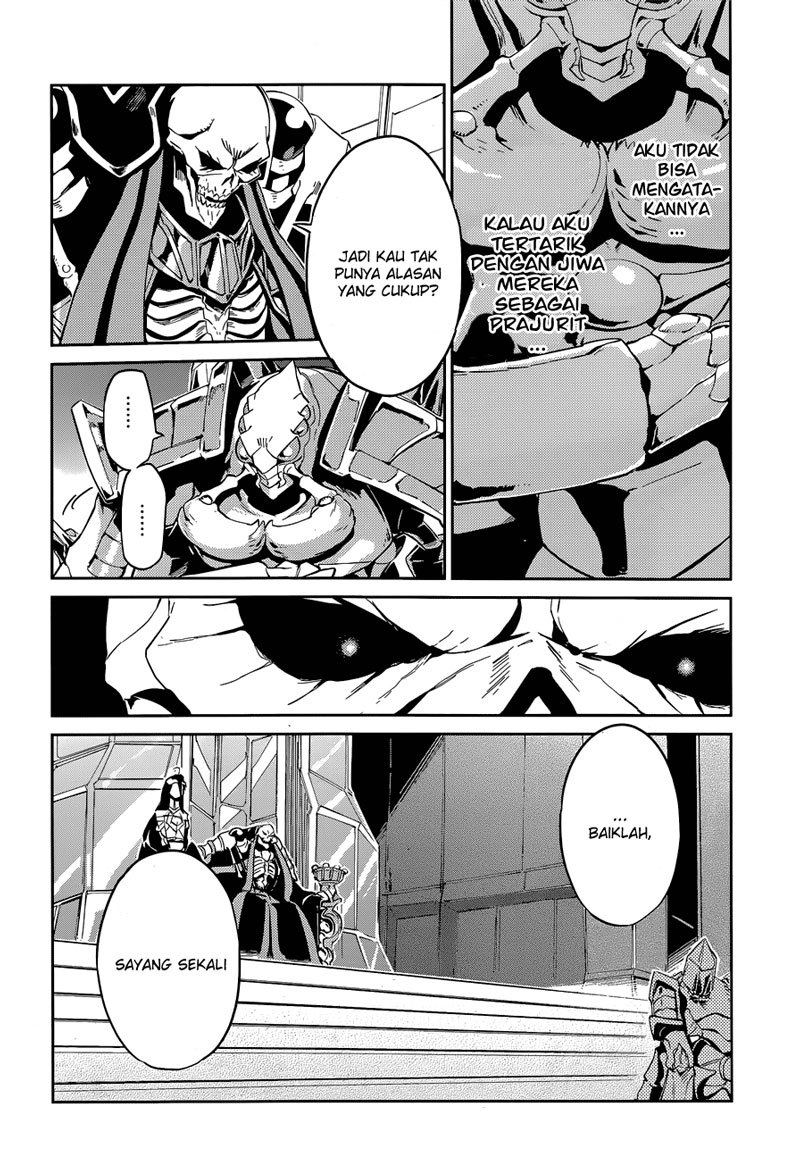 AKU TIDAK
BISA
MENGATA-
KANNYA
...
KALAU AKU
TERTARIK
DENGAN JIWA
MEREKA
SEBAGAI
PRAJURIT
...
JADI KAU TAK
PUNYA ALASAN
YANG CUKUP?
......
......
...
BAIKLAH,
SAYANG SEKALI